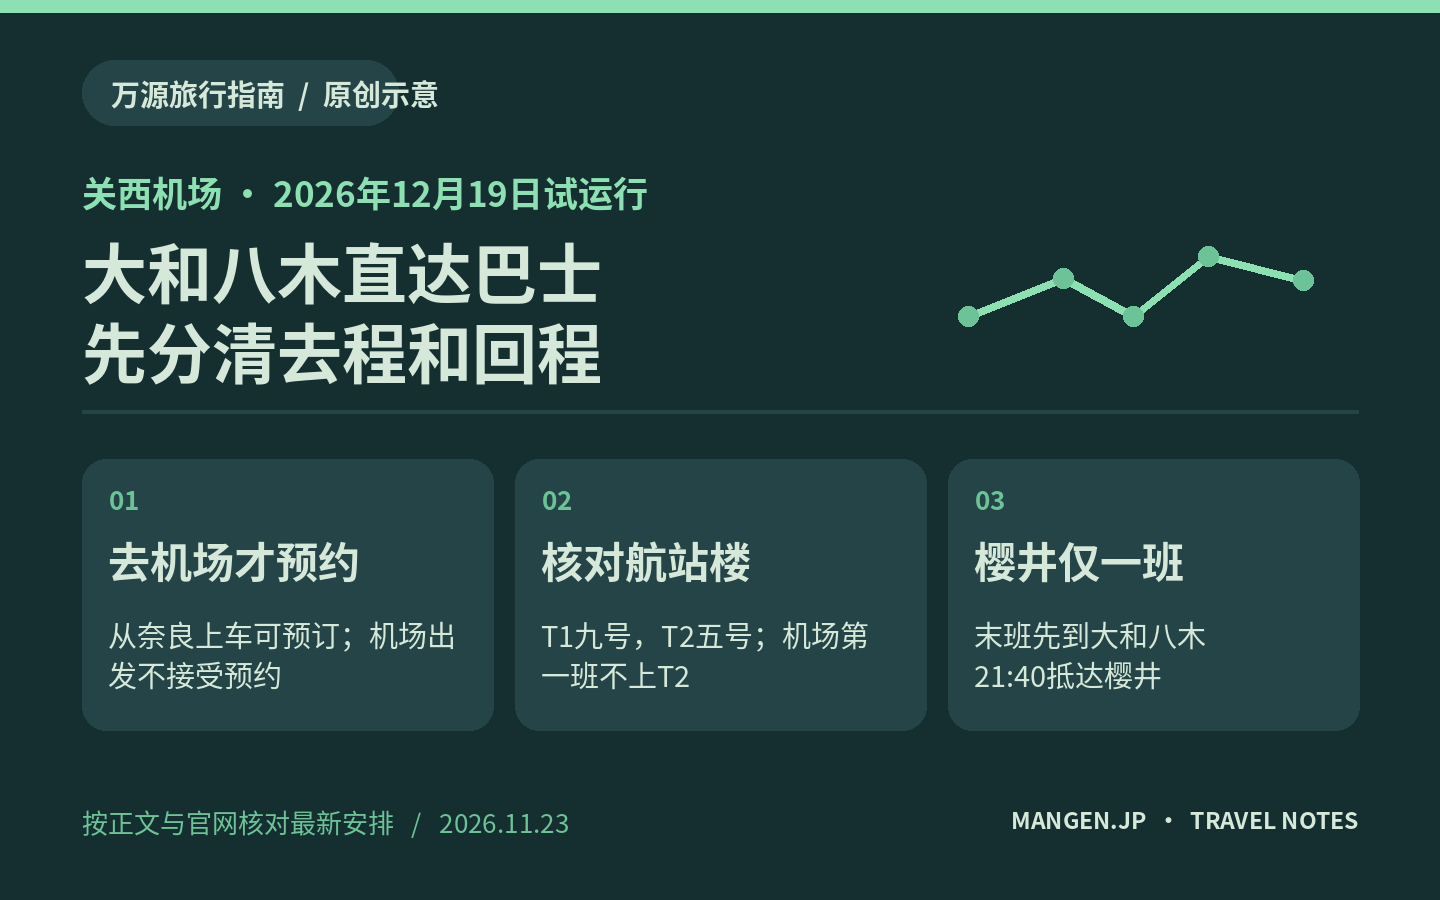 万源旅行指南 / 原创示意
关西机场 · 2026年12月19日试运行
大和八木直达巴士
先分清去程和回程
01
去机场才预约
从奈良上车可预订；机场出
发不接受预约
02
核对航站楼
T1九号，T2五号；机场第
一班不上T2
03
樱井仅一班
末班先到大和八木
21:40抵达樱井
按正文与官网核对最新安排 / 2026.11.23
MANGEN.JP · TRAVEL NOTES